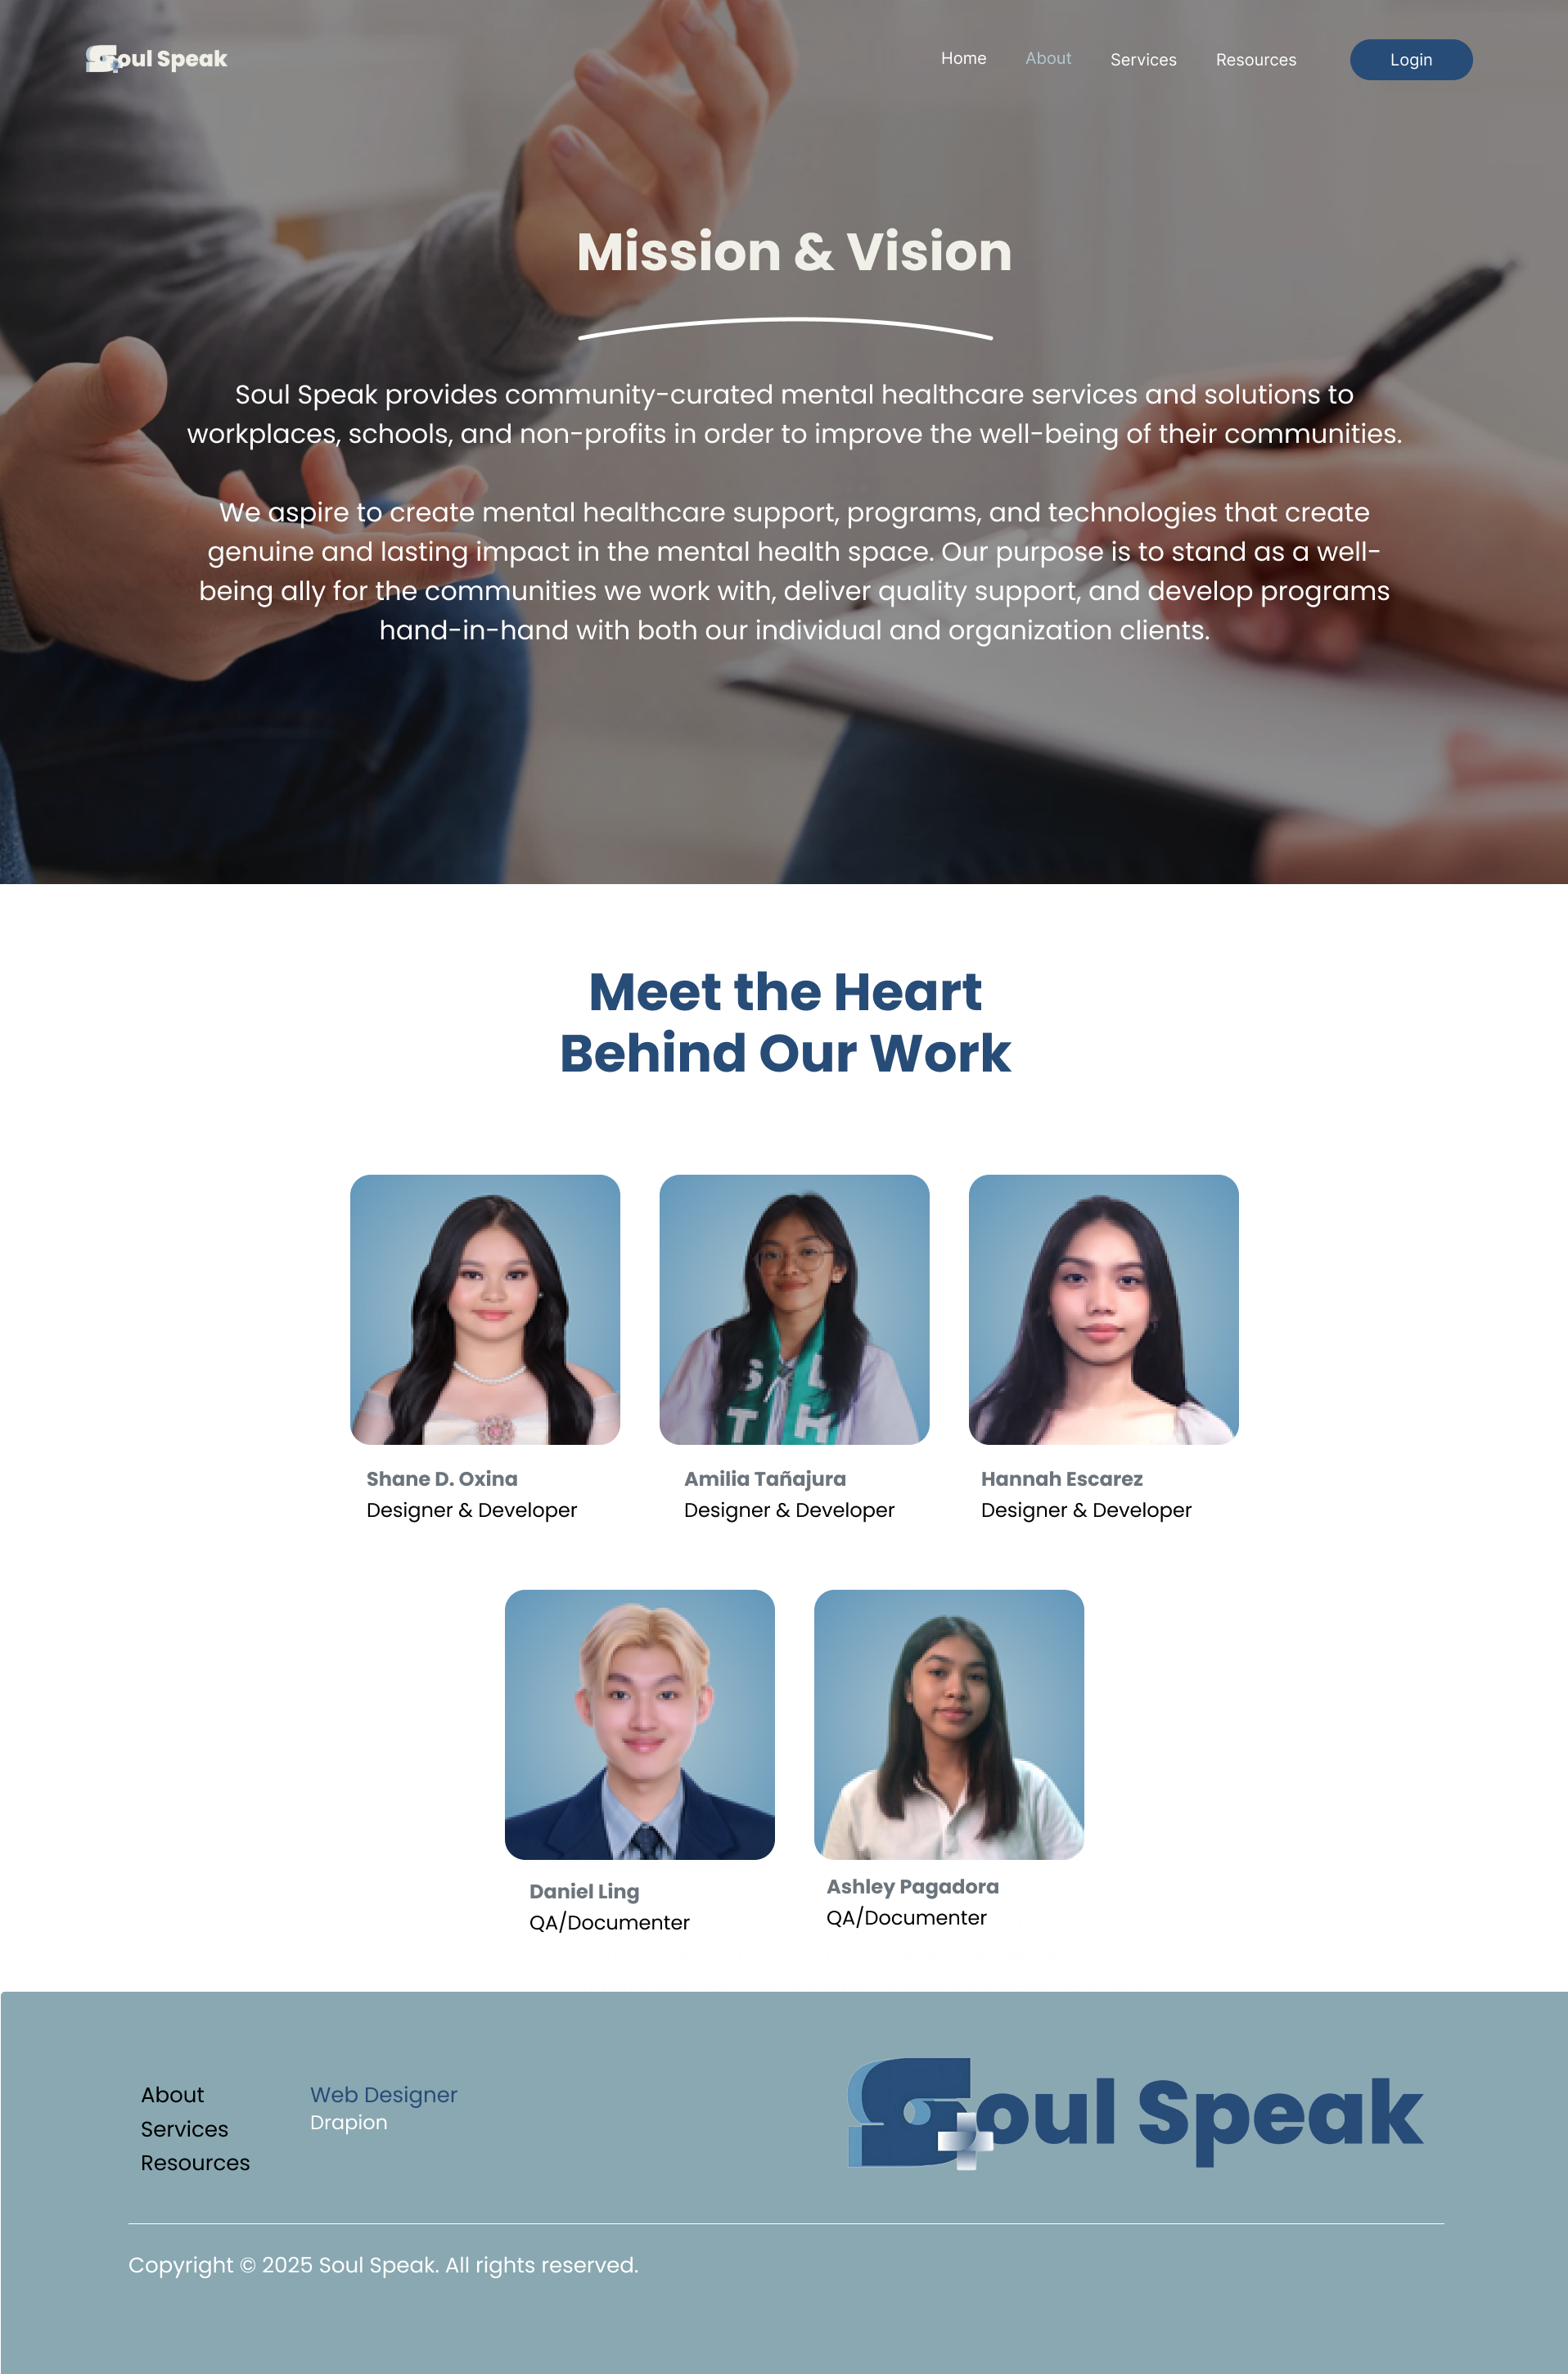 Soul Speak
Home About Services Resources Login
Mission & Vision
Soul Speak provides community-curated mental healthcare services and solutions to
workplaces, schools, and non-profits in order to improve the well-being of their communities.
We aspire to create mental healthcare support, programs, and technologies that create
genuine and lasting impact in the mental health space. Our purpose is to stand as a well-
being ally for the communities we work with, deliver quality support, and develop programs
hand-in-hand with both our individual and organization clients.
Meet the Heart
Behind Our Work
Shane D. Oxina
Designer & Developer
Amilia Tañajura
Designer & Developer
Hannah Escarez
Designer & Developer
Daniel Ling
QA/Documenter
Ashley Pagadora
QA/Documenter
About
Services
Resources
Web Designer
Drapion
Soul Speak
Copyright © 2025 Soul Speak. All rights reserved.